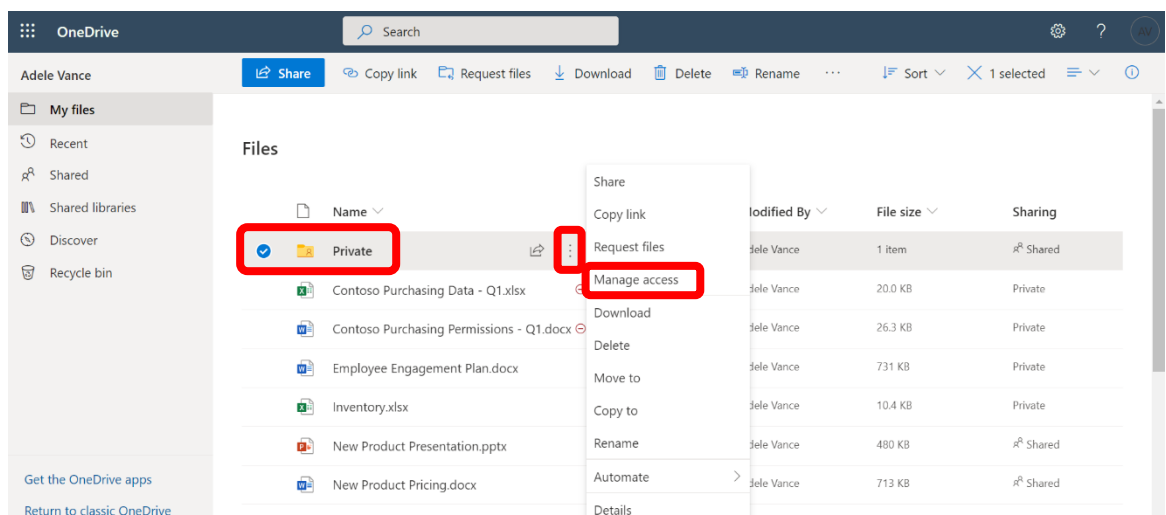 OneDrive
Search
? AV
Adele Vance
Share Copy link Request files Download Delete Rename ... Sort 1 selected
My files
Recent
Shared
Shared libraries
Discover
Recycle bin
Get the OneDrive apps
Return to classic OneDrive
Files
Name Modified By File size Sharing
Private dele Vance 1 item Shared
Contoso Purchasing Data - Q1.xlsx dele Vance 20.0 KB Private
Contoso Purchasing Permissions - Q1.docx dele Vance 26.3 KB Private
Employee Engagement Plan.docx dele Vance 731 KB Private
Inventory.xlsx dele Vance 10.4 KB Private
New Product Presentation.pptx dele Vance 480 KB Shared
New Product Pricing.docx dele Vance 713 KB Shared
Share
Copy link
Request files
Manage access
Download
Delete
Move to
Copy to
Rename
Automate
Details